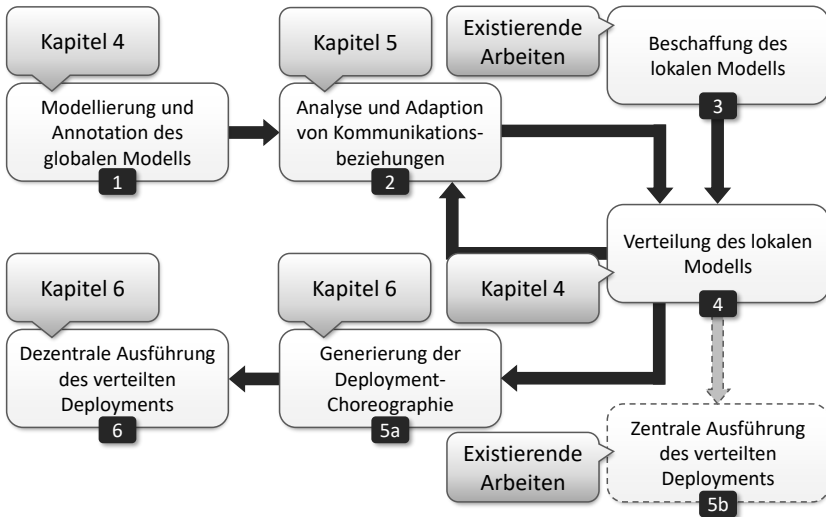 Kapitel 4
Modellierung und
Annotation des
globalen Modells
1
Kapitel 5
Analyse und Adaption
von Kommunikations-
beziehungen
2
Existierende
Arbeiten
Beschaffung des
lokalen Modells
3
Verteilung des lokalen
Modells
4
Kapitel 4
Kapitel 6
Generierung der
Deployment-
Choreographie
5a
Kapitel 6
Dezentrale Ausführung
des verteilten
Deployments
6
Existierende
Arbeiten
Zentrale Ausführung
des verteilten
Deployments
5b